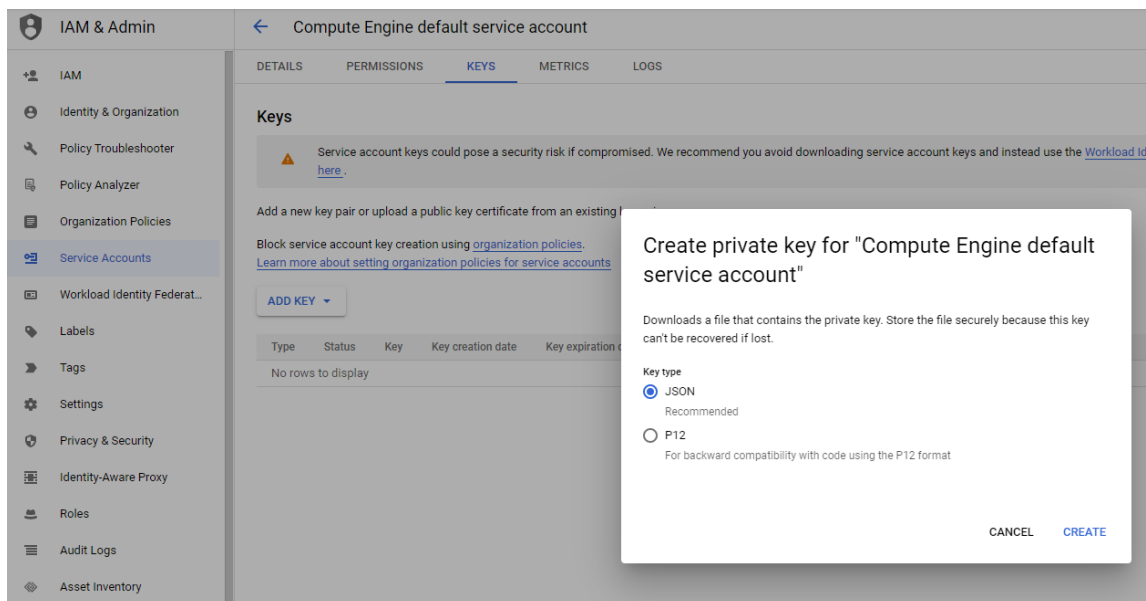 IAM & Admin
Compute Engine default service account
DETAILS
PERMISSIONS
KEYS
METRICS
LOGS
IAM
Identity & Organization
Policy Troubleshooter
Policy Analyzer
Organization Policies
Service Accounts
Workload Identity Federat...
Labels
Tags
Settings
Privacy & Security
Identity-Aware Proxy
Roles
Audit Logs
Asset Inventory
Keys
Service account keys could pose a security risk if compromised. We recommend you avoid downloading service account keys and instead use the Workload Id
here .
Add a new key pair or upload a public key certificate from an existing
Block service account key creation using organization policies.
Learn more about setting organization policies for service accounts
ADD KEY
Type Status Key Key creation date Key expiration
No rows to display
Create private key for "Compute Engine default
service account"
Downloads a file that contains the private key. Store the file securely because this key
can't be recovered if lost.
Key type
JSON
Recommended
P12
For backward compatibility with code using the P12 format
CANCEL
CREATE